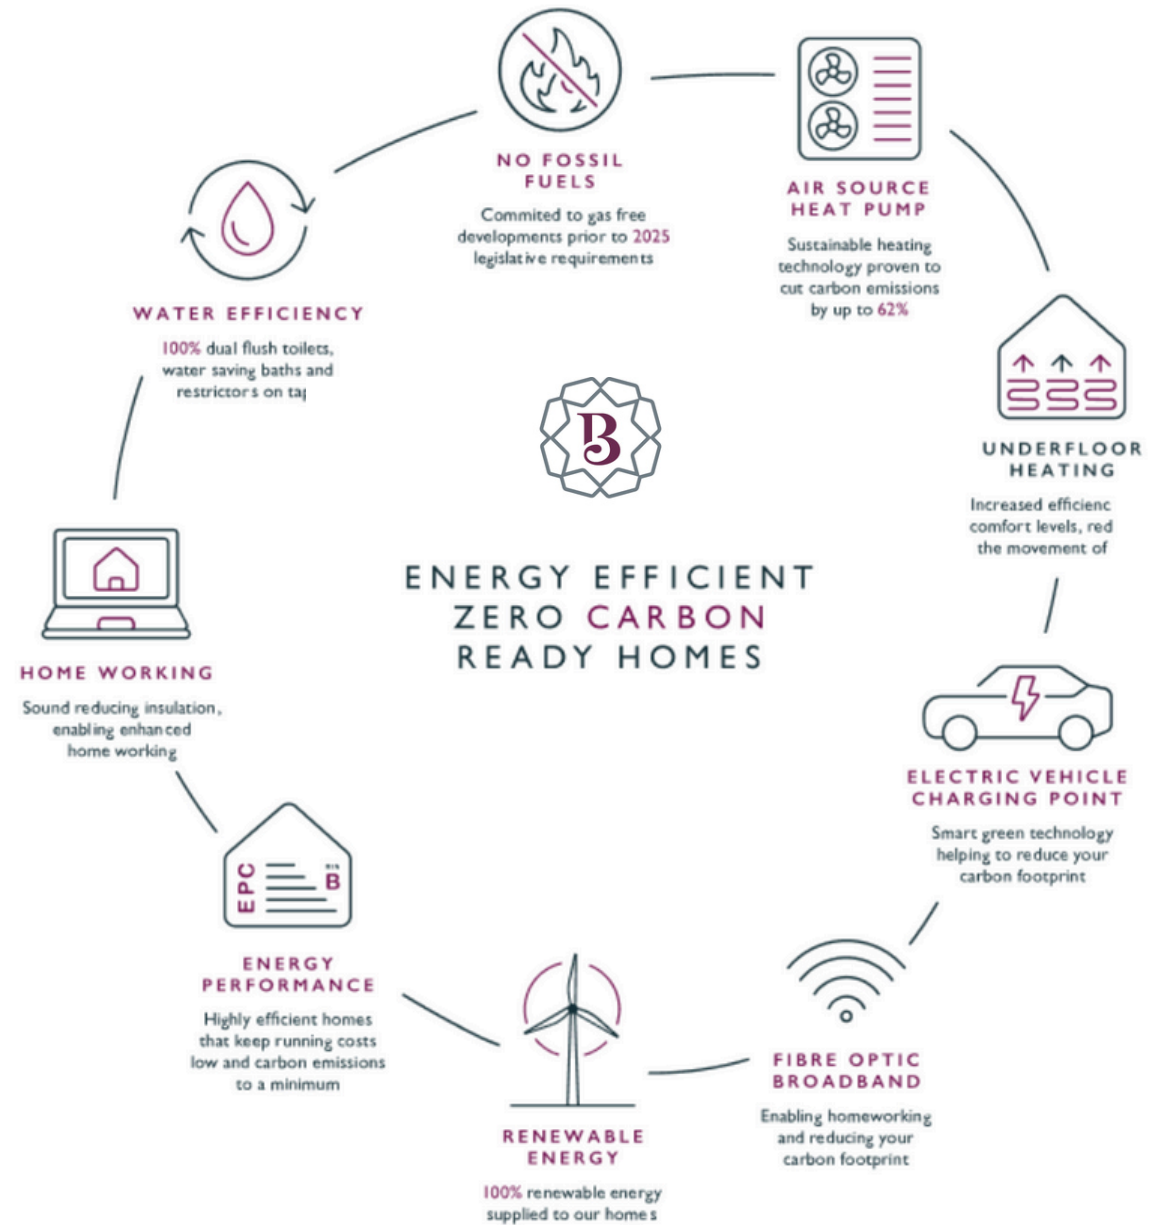 NO FOSSIL
FUELS
Commited to gas free
developments prior to 2025
legislative requirements
AIR SOURCE
HEAT PUMP
Sustainable heating
technology proven to
cut carbon emissions
by up to 62%
UNDERFLOOR
HEATING
Increased efficienc
comfort levels, red
the movement of
ELECTRIC VEHICLE
CHARGING POINT
Smart green technology
helping to reduce your
carbon footprint
FIBRE OPTIC
BROADBAND
Enabling homeworking
and reducing your
carbon footprint
RENEWABLE
ENERGY
100% renewable energy
supplied to our homes
EPC
MIN
B
ENERGY
PERFORMANCE
Highly efficient homes
that keep running costs
low and carbon emissions
to a minimum
HOME WORKING
Sound reducing insulation,
enabling enhanced
home working
WATER EFFICIENCY
100% dual flush toilets,
water saving baths and
restrictors on tap
B
ENERGY EFFICIENT
ZERO CARBON
READY HOMES